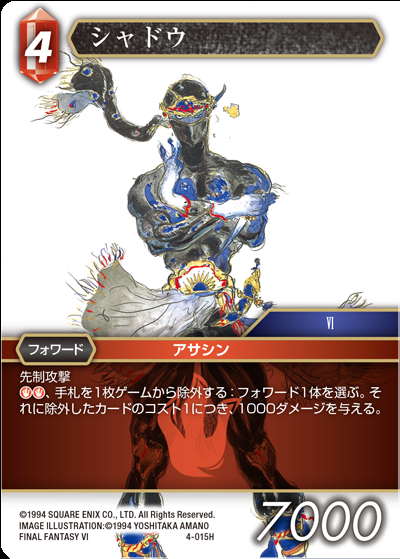 4
シャドウ
VI
フォワード
アサシン
先制攻撃
、手札を1枚ゲームから除外する：フォワード1体を選ぶ。そ
れに除外したカードのコスト1につき、1000ダメージを与える。
©1994 SQUARE ENIX CO., LTD. All Rights Reserved.
IMAGE ILLUSTRATION:©1994 YOSHITAKA AMANO
FINAL FANTASY VI
4-015H
7000